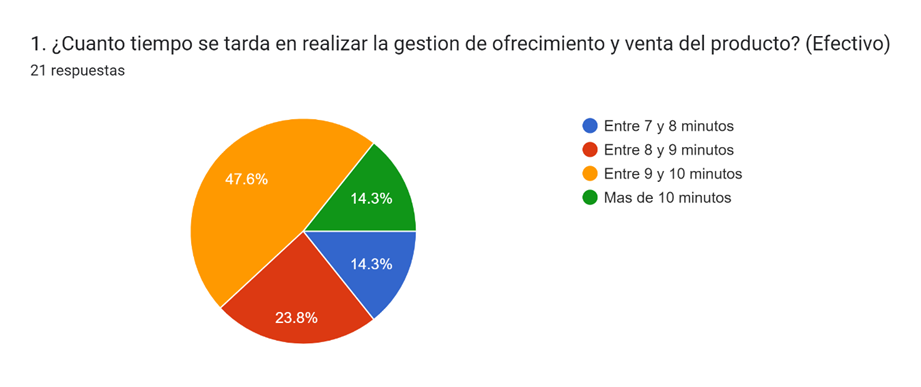 1. ¿Cuanto tiempo se tarda en realizar la gestion de ofrecimiento y venta del producto? (Efectivo)
21 respuestas
Entre 7 y 8 minutos
Entre 8 y 9 minutos
Entre 9 y 10 minutos
Mas de 10 minutos
47.6%
14.3%
14.3%
23.8%